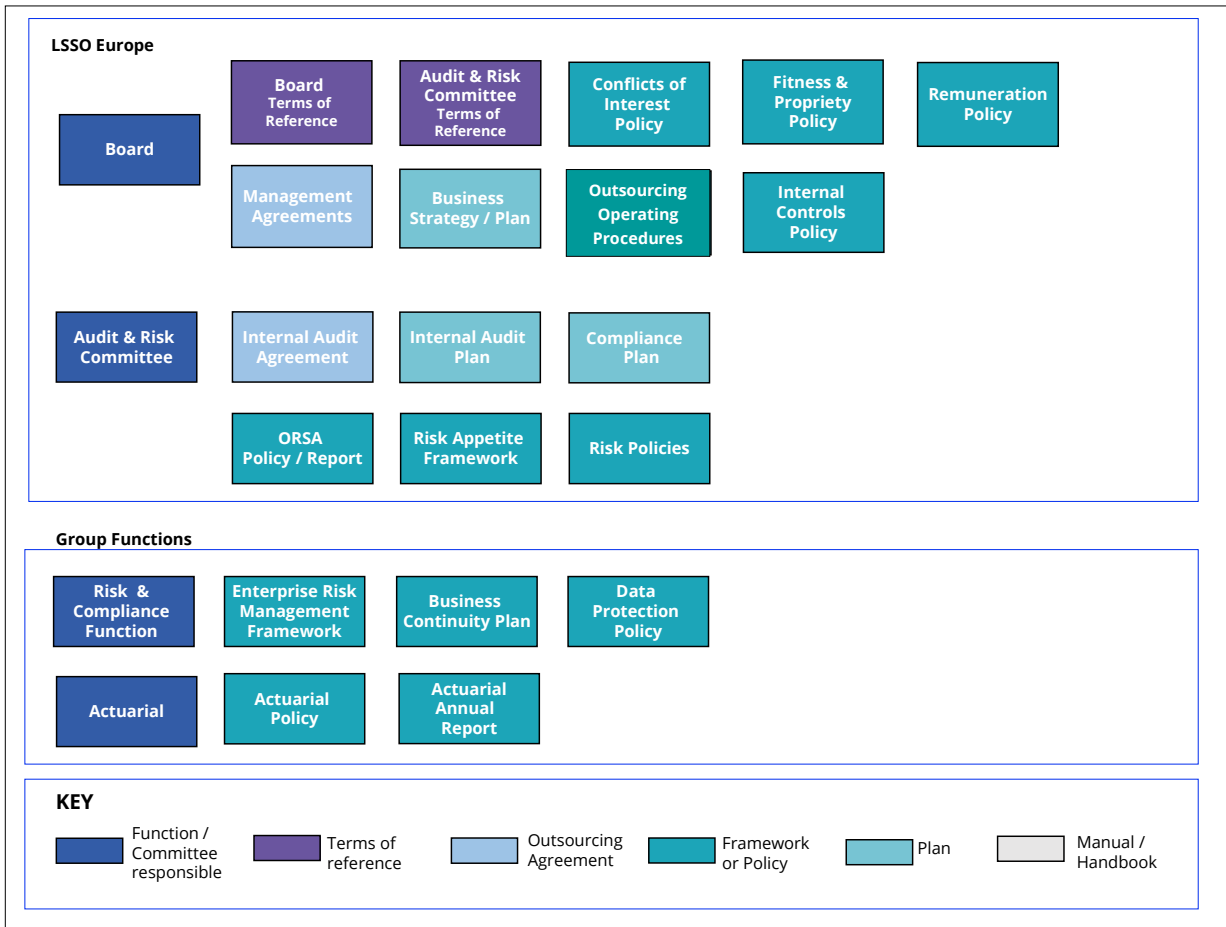 LSSO Europe
Board
Board
Terms of
Reference
Audit & Risk
Committee
Terms of
Reference
Conflicts of
Interest
Policy
Fitness &
Propriety
Policy
Remuneration
Policy
Management
Agreements
Business
Strategy / Plan
Outsourcing
Operating
Procedures
Internal
Controls
Policy
Audit & Risk
Committee
Internal Audit
Agreement
Internal Audit
Plan
Compliance
Plan
ORSA
Policy / Report
Risk Appetite
Framework
Risk Policies
Group Functions
Risk &
Compliance
Function
Enterprise Risk
Management
Framework
Business
Continuity Plan
Data
Protection
Policy
Actuarial
Actuarial
Policy
Actuarial
Annual
Report
KEY
Function /
Committee
responsible
Terms of
reference
Outsourcing
Agreement
Framework
or Policy
Plan
Manual /
Handbook